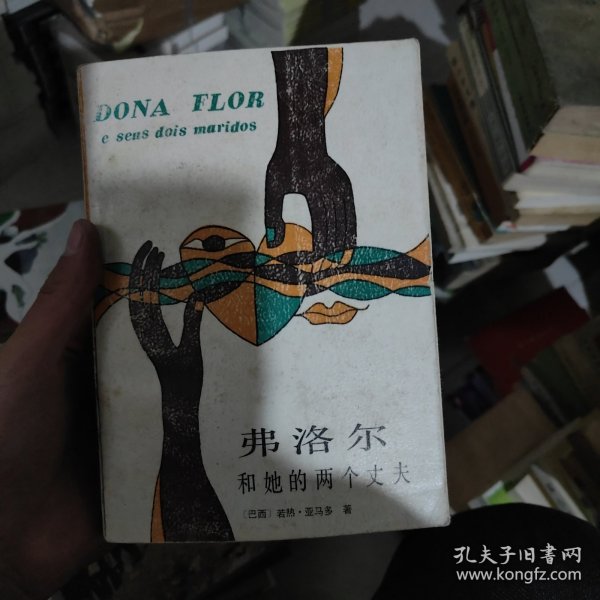 DONA FLOR
e seus dois maridos
弗洛尔
和她的两个丈夫
〔巴西〕若热·亚马多 著
孔夫子旧书网
www.kongfz.com